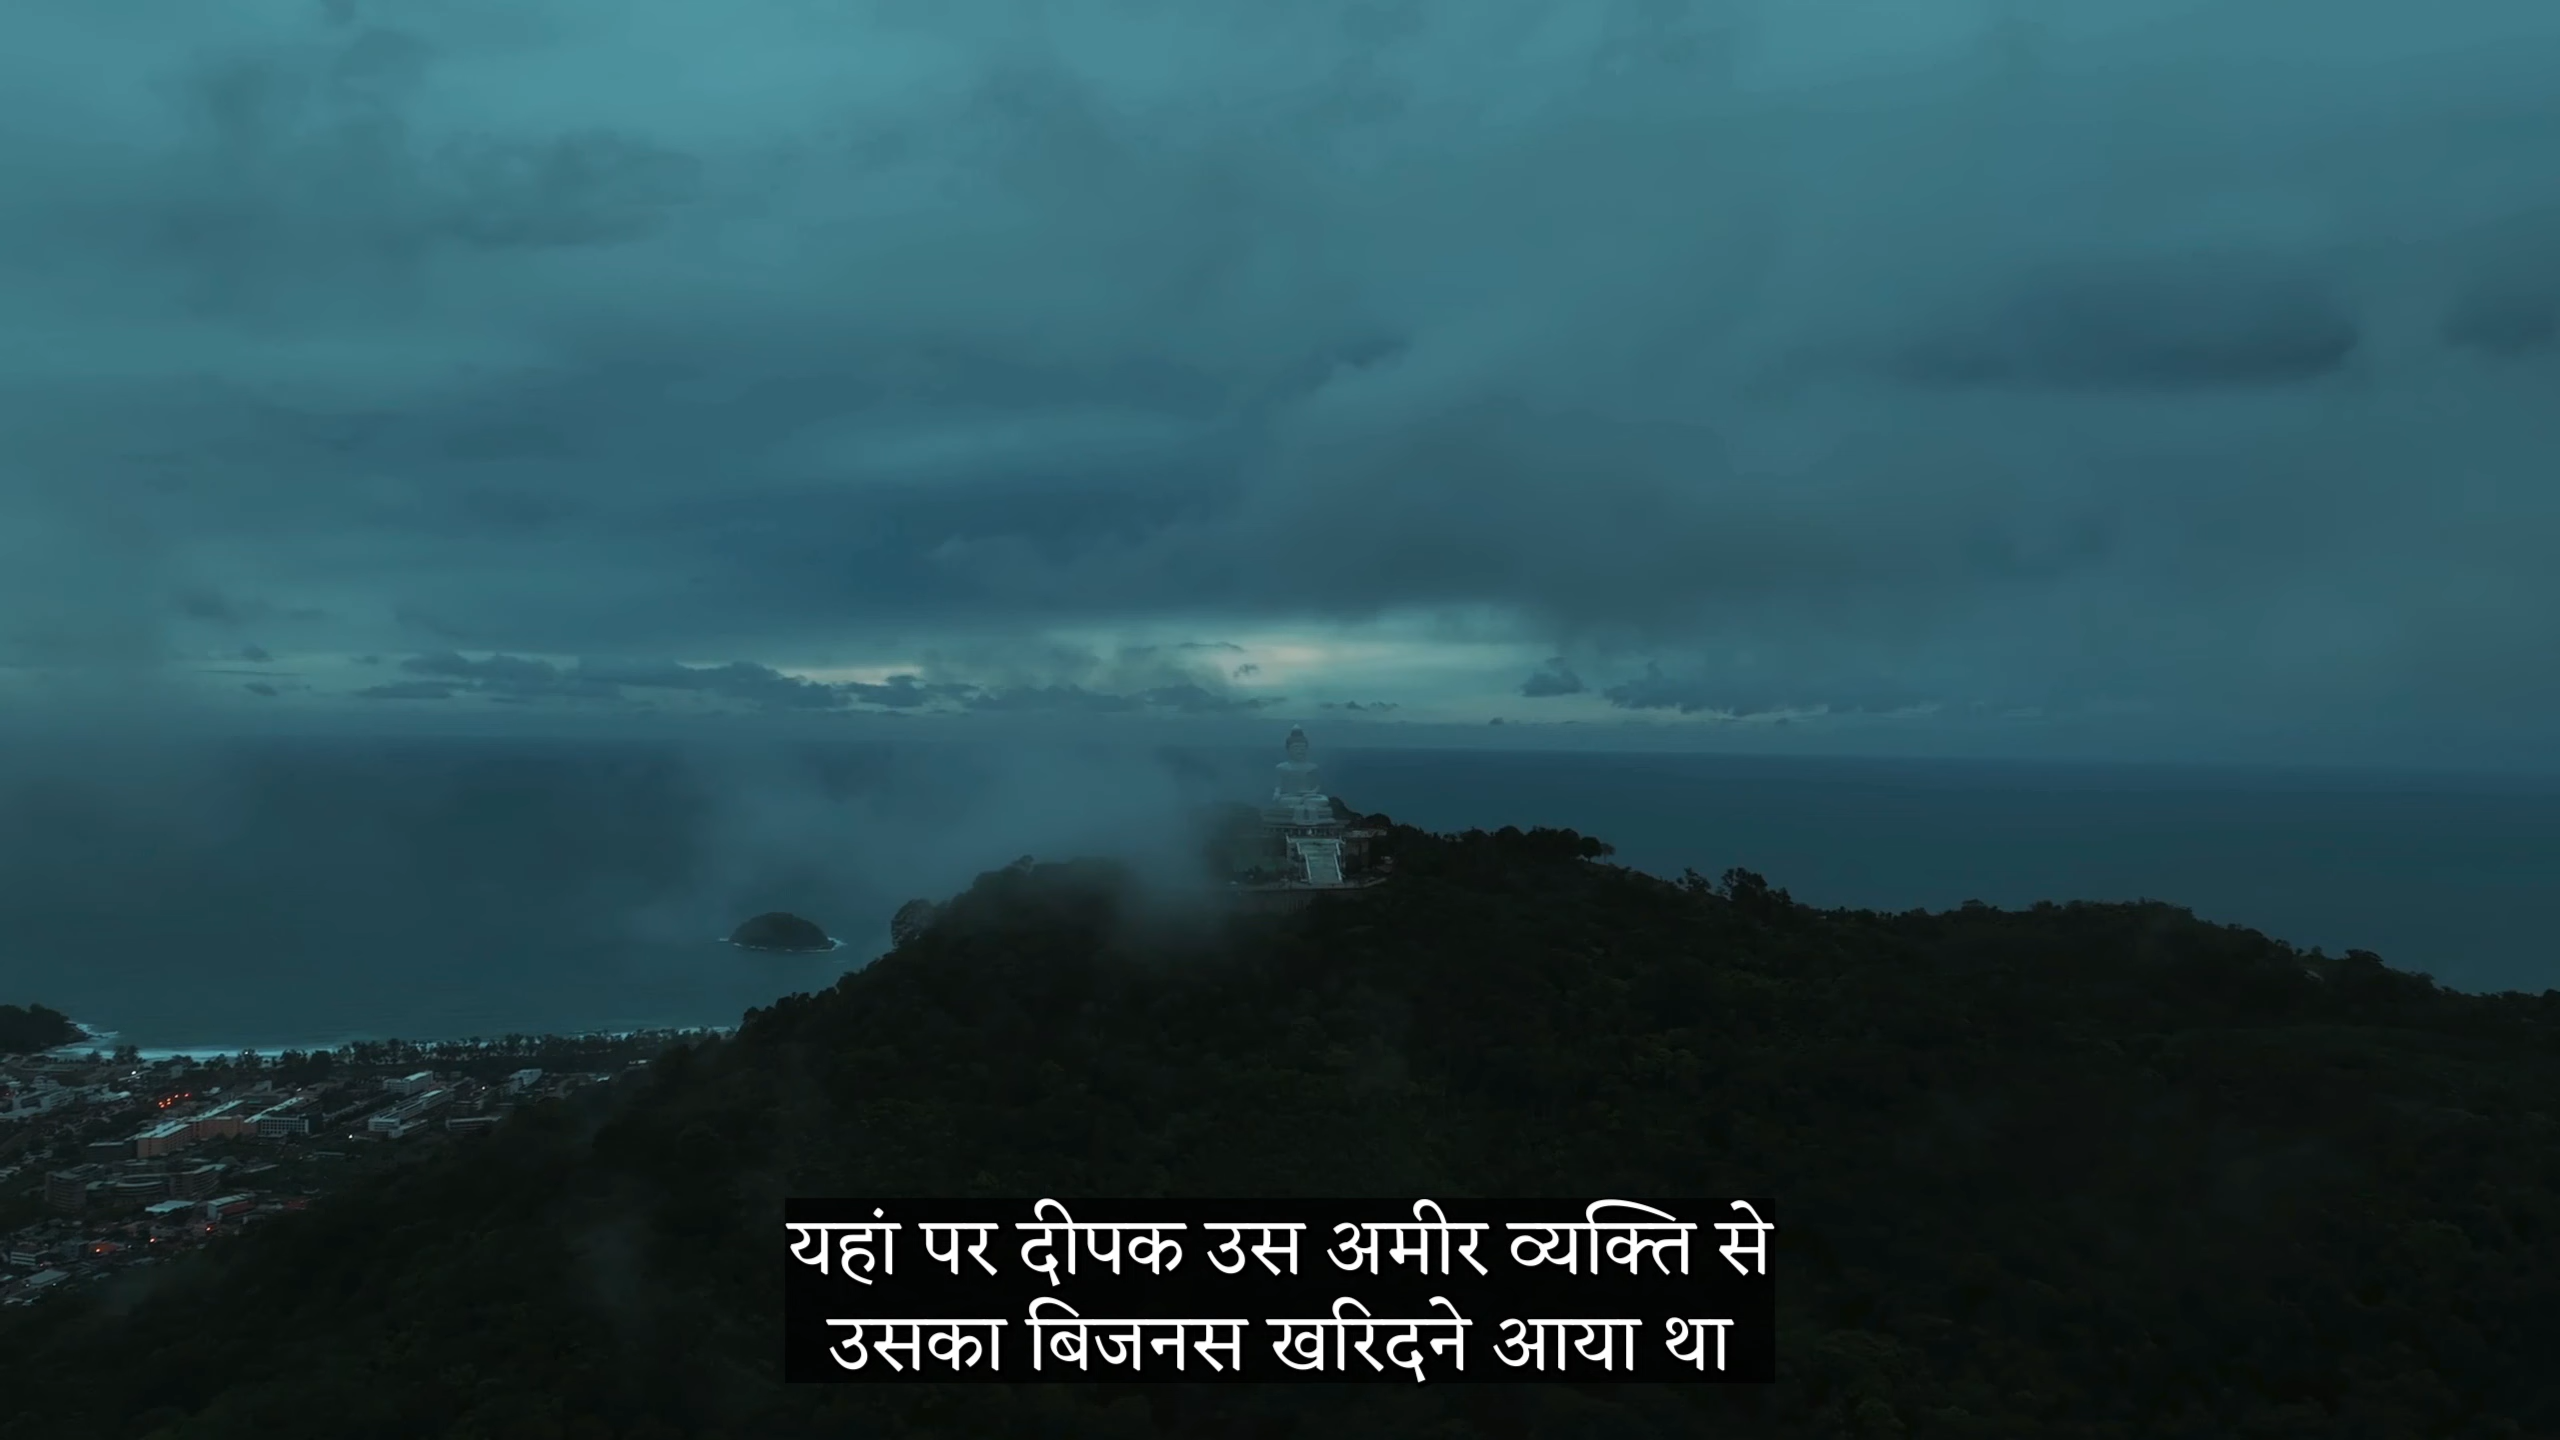 यहां पर दीपक उस अमीर व्यक्ति से
उसका बिजनस खरिदने आया था